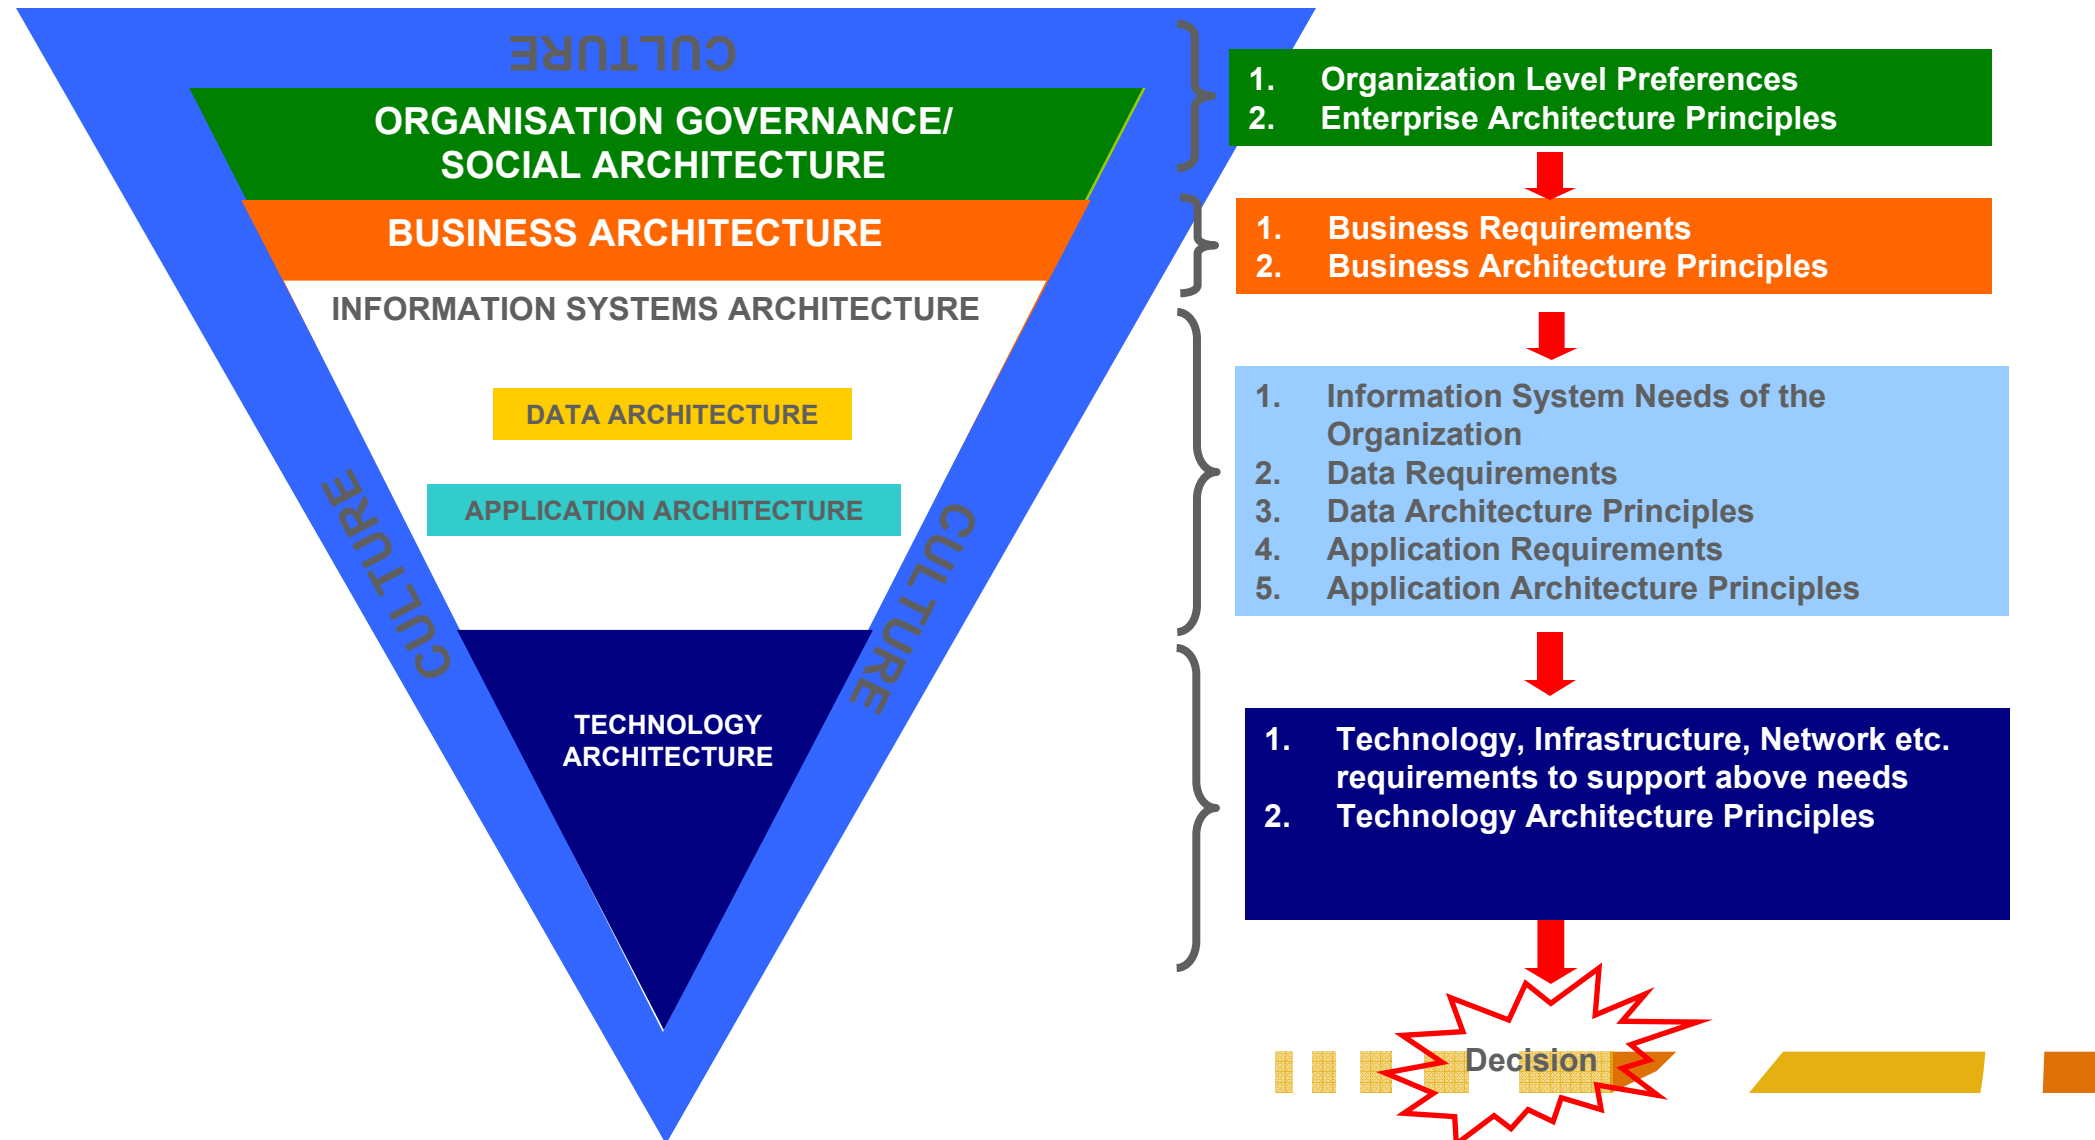 CULTURE
ORGANISATION GOVERNANCE/
SOCIAL ARCHITECTURE
BUSINESS ARCHITECTURE
INFORMATION SYSTEMS ARCHITECTURE
DATA ARCHITECTURE
APPLICATION ARCHITECTURE
CULTURE
CULTURE
TECHNOLOGY
ARCHITECTURE
1. Organization Level Preferences
2. Enterprise Architecture Principles
1. Business Requirements
2. Business Architecture Principles
1. Information System Needs of the
Organization
2. Data Requirements
3. Data Architecture Principles
4. Application Requirements
5. Application Architecture Principles
1. Technology, Infrastructure, Network etc.
requirements to support above needs
2. Technology Architecture Principles
Decision